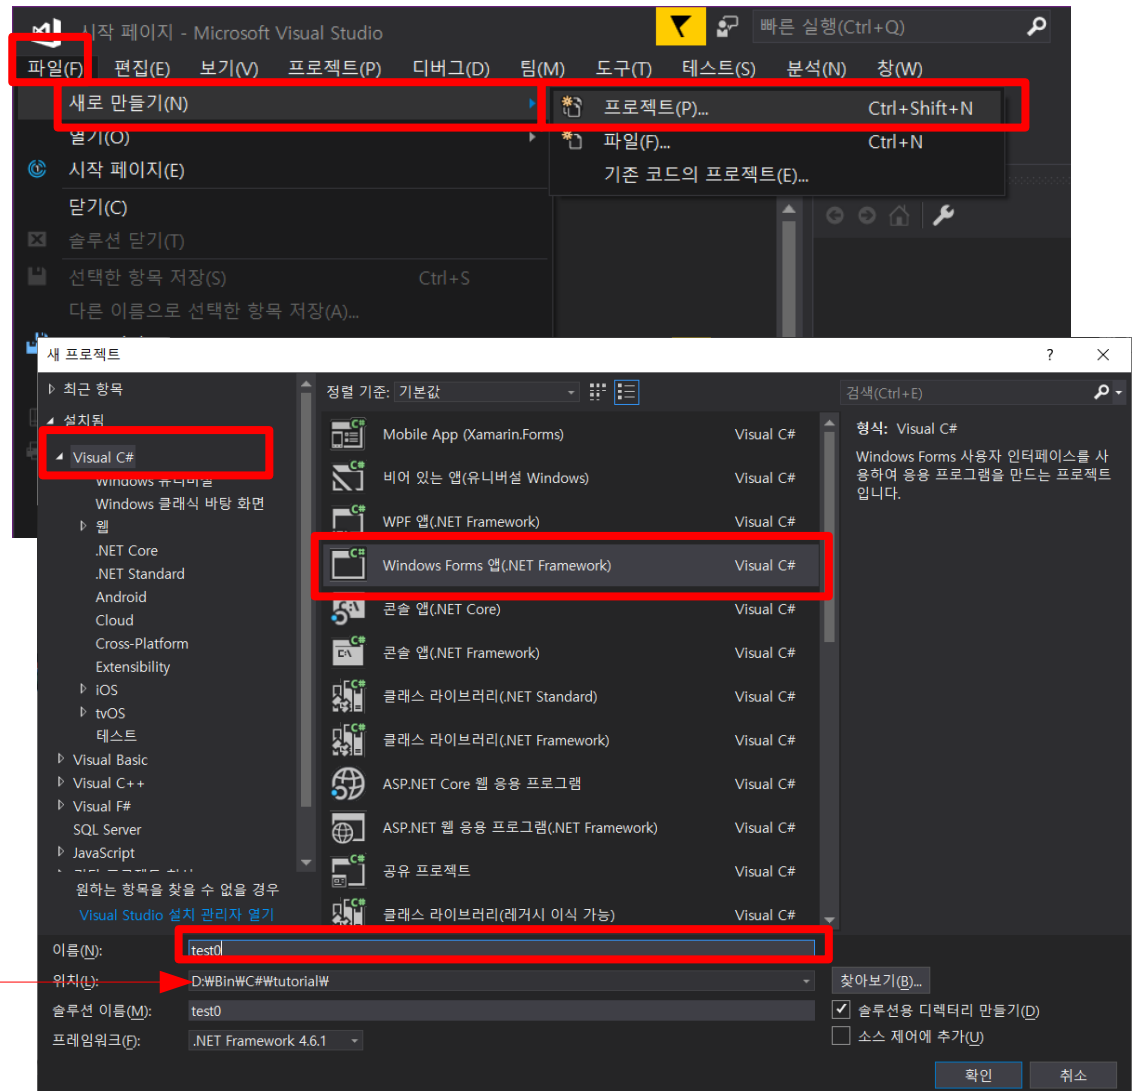 시작 페이지 - Microsoft Visual Studio
빠른 실행(Ctrl+Q)
파일(F) 편집(E) 보기(V) 프로젝트(P) 디버그(D) 팀(M) 도구(T) 테스트(S) 분석(N) 창(W)
새로 만들기(N)
프로젝트(P)... Ctrl+Shift+N
열기(O)
파일(F)... Ctrl+N
시작 페이지(E)
기존 코드의 프로젝트(E)...
닫기(C)
솔루션 닫기(T)
선택한 항목 저장(S) Ctrl+S
다른 이름으로 선택한 항목 저장(A)...
새 프로젝트
? ×
최근 항목
설치됨
Visual C#
Windows 유니버설
Windows 클래식 바탕 화면
웹
.NET Core
.NET Standard
Android
Cloud
Cross-Platform
Extensibility
iOS
tvOS
테스트
Visual Basic
Visual C++
Visual F#
SQL Server
JavaScript
원하는 항목을 찾을 수 없을 경우
Visual Studio 설치 관리자 열기
정렬 기준: 기본값
Mobile App (Xamarin.Forms) Visual C#
비어 있는 앱(유니버설 Windows) Visual C#
WPF 앱(.NET Framework) Visual C#
Windows Forms 앱(.NET Framework) Visual C#
콘솔 앱(.NET Core) Visual C#
콘솔 앱(.NET Framework) Visual C#
클래스 라이브러리(.NET Standard) Visual C#
클래스 라이브러리(.NET Framework) Visual C#
ASP.NET Core 웹 응용 프로그램 Visual C#
ASP.NET 웹 응용 프로그램(.NET Framework) Visual C#
공유 프로젝트 Visual C#
클래스 라이브러리(레거시 이식 가능) Visual C#
검색(Ctrl+E)
형식: Visual C#
Windows Forms 사용자 인터페이스를 사
용하여 응용 프로그램을 만드는 프로젝트
입니다.
이름(N): test0
위치(L): D:₩Bin₩C#₩tutorial₩ 찾아보기(B)...
솔루션 이름(M): test0 솔루션용 디렉터리 만들기(D)
프레임워크(F): .NET Framework 4.6.1 소스 제어에 추가(U)
확인 취소